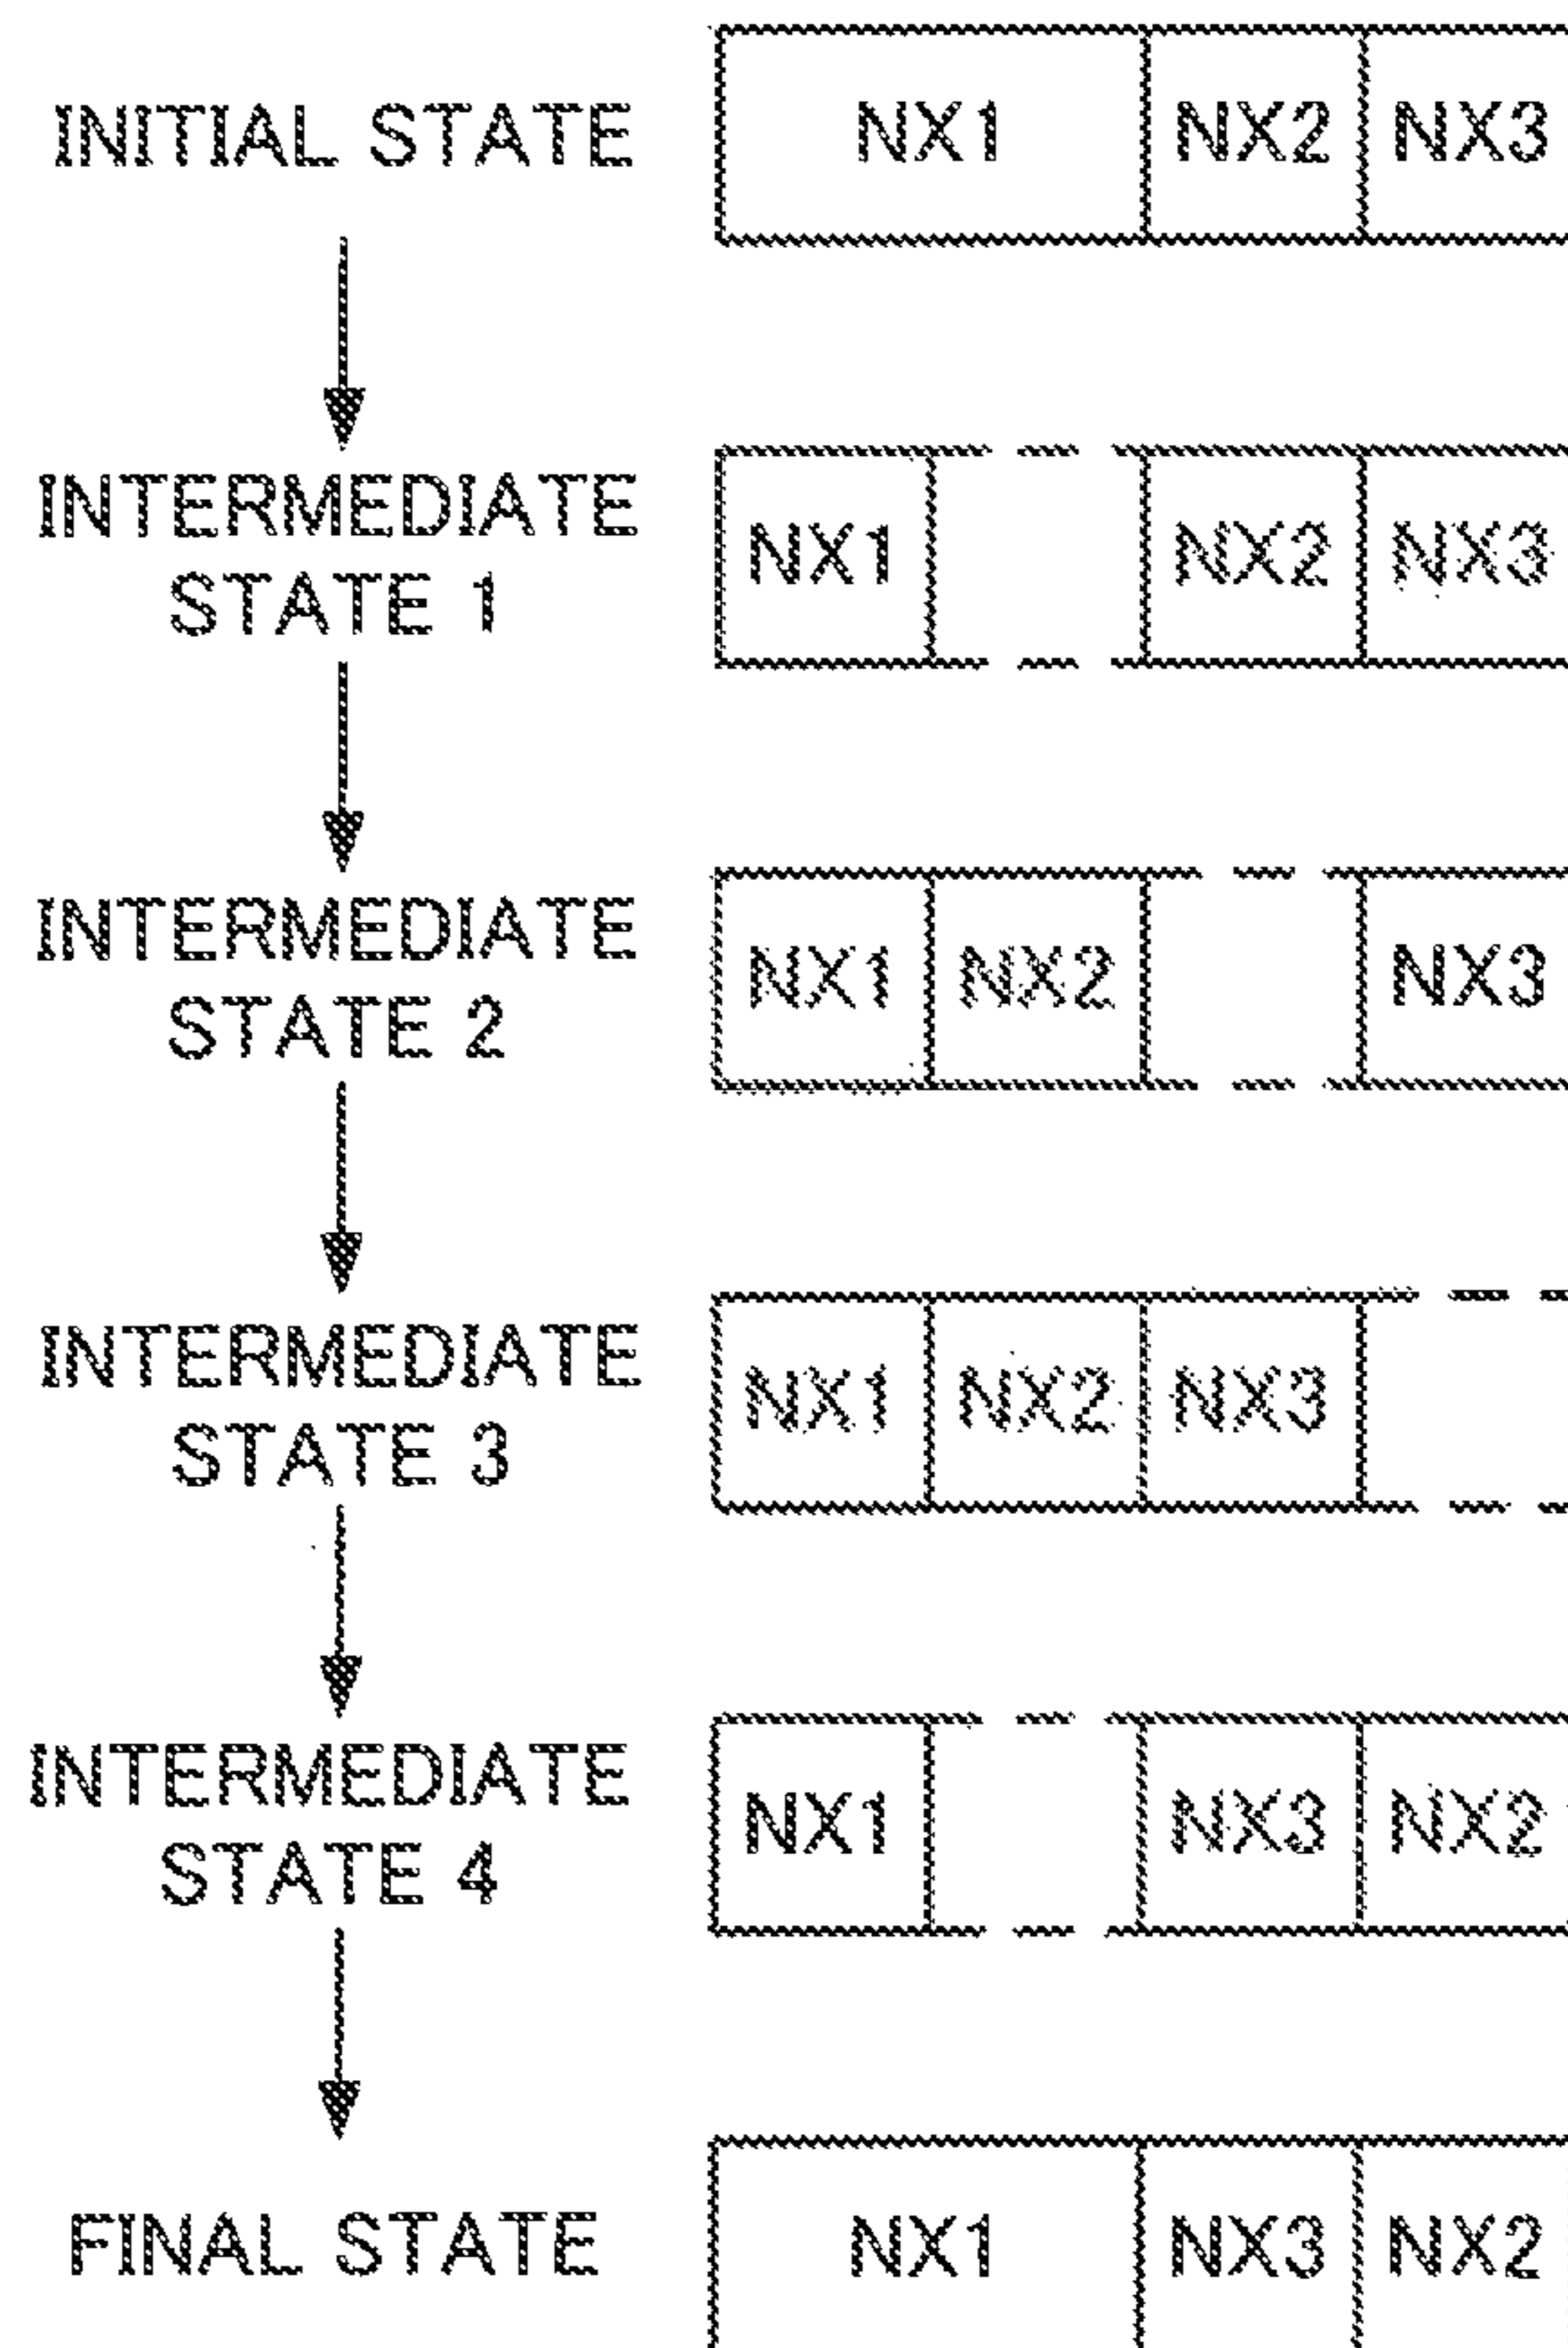 INITIAL STATE
NX1 NX2 NX3
INTERMEDIATE
STATE 1
NX1 NX2 NX3
INTERMEDIATE
STATE 2
NX1 NX2 NX3
INTERMEDIATE
STATE 3
NX1 NX2 NX3
INTERMEDIATE
STATE 4
NX1 NX3 NX2
FINAL STATE
NX1 NX3 NX2